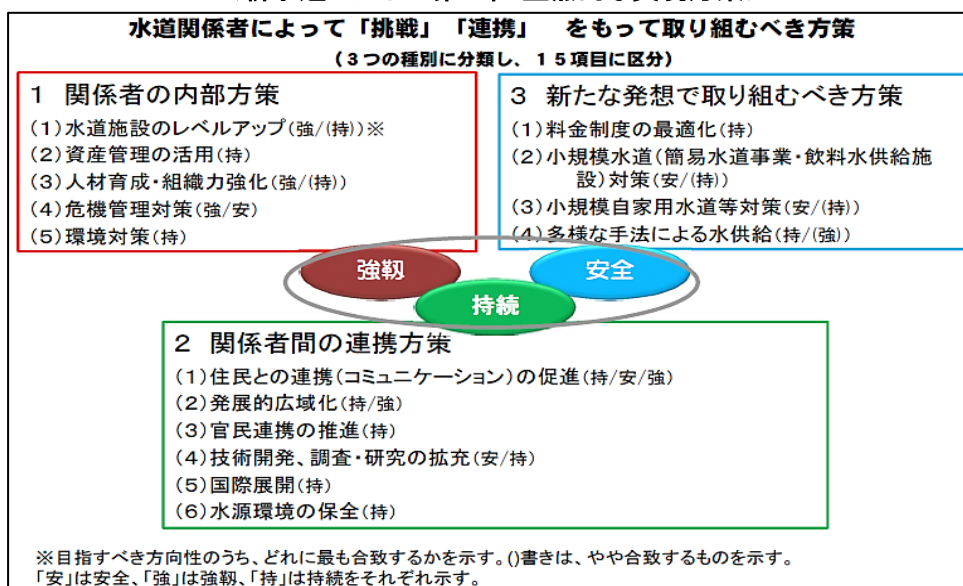 水道関係者によって「挑戦」「連携」 をもって取り組むべき方策
(3つの種別に分類し、15項目に区分)
1 関係者の内部方策
(1)水道施設のレベルアップ(強/(持))※
(2)資産管理の活用(持)
(3)人材育成・組織力強化(強/(持))
(4)危機管理対策(強/安)
(5)環境対策(持)
3 新たな発想で取り組むべき方策
(1)料金制度の最適化(持)
(2)小規模水道(簡易水道事業・飲料水供給施
設)対策(安/(持))
(3)小規模自家用水道等対策(安/(持))
(4)多様な手法による水供給(持/(強))
強靱
安全
持続
2 関係者間の連携方策
(1)住民との連携(コミュニケーション)の促進(持/安/強)
(2)発展的広域化(持/強)
(3)官民連携の推進(持)
(4)技術開発、調査・研究の拡充(安/持)
(5)国際展開(持)
(6)水源環境の保全(持)
※目指すべき方向性のうち、どれに最も合致するかを示す。()書きは、やや合致するものを示す。
「安」は安全、「強」は強靱、「持」は持続をそれぞれ示す。